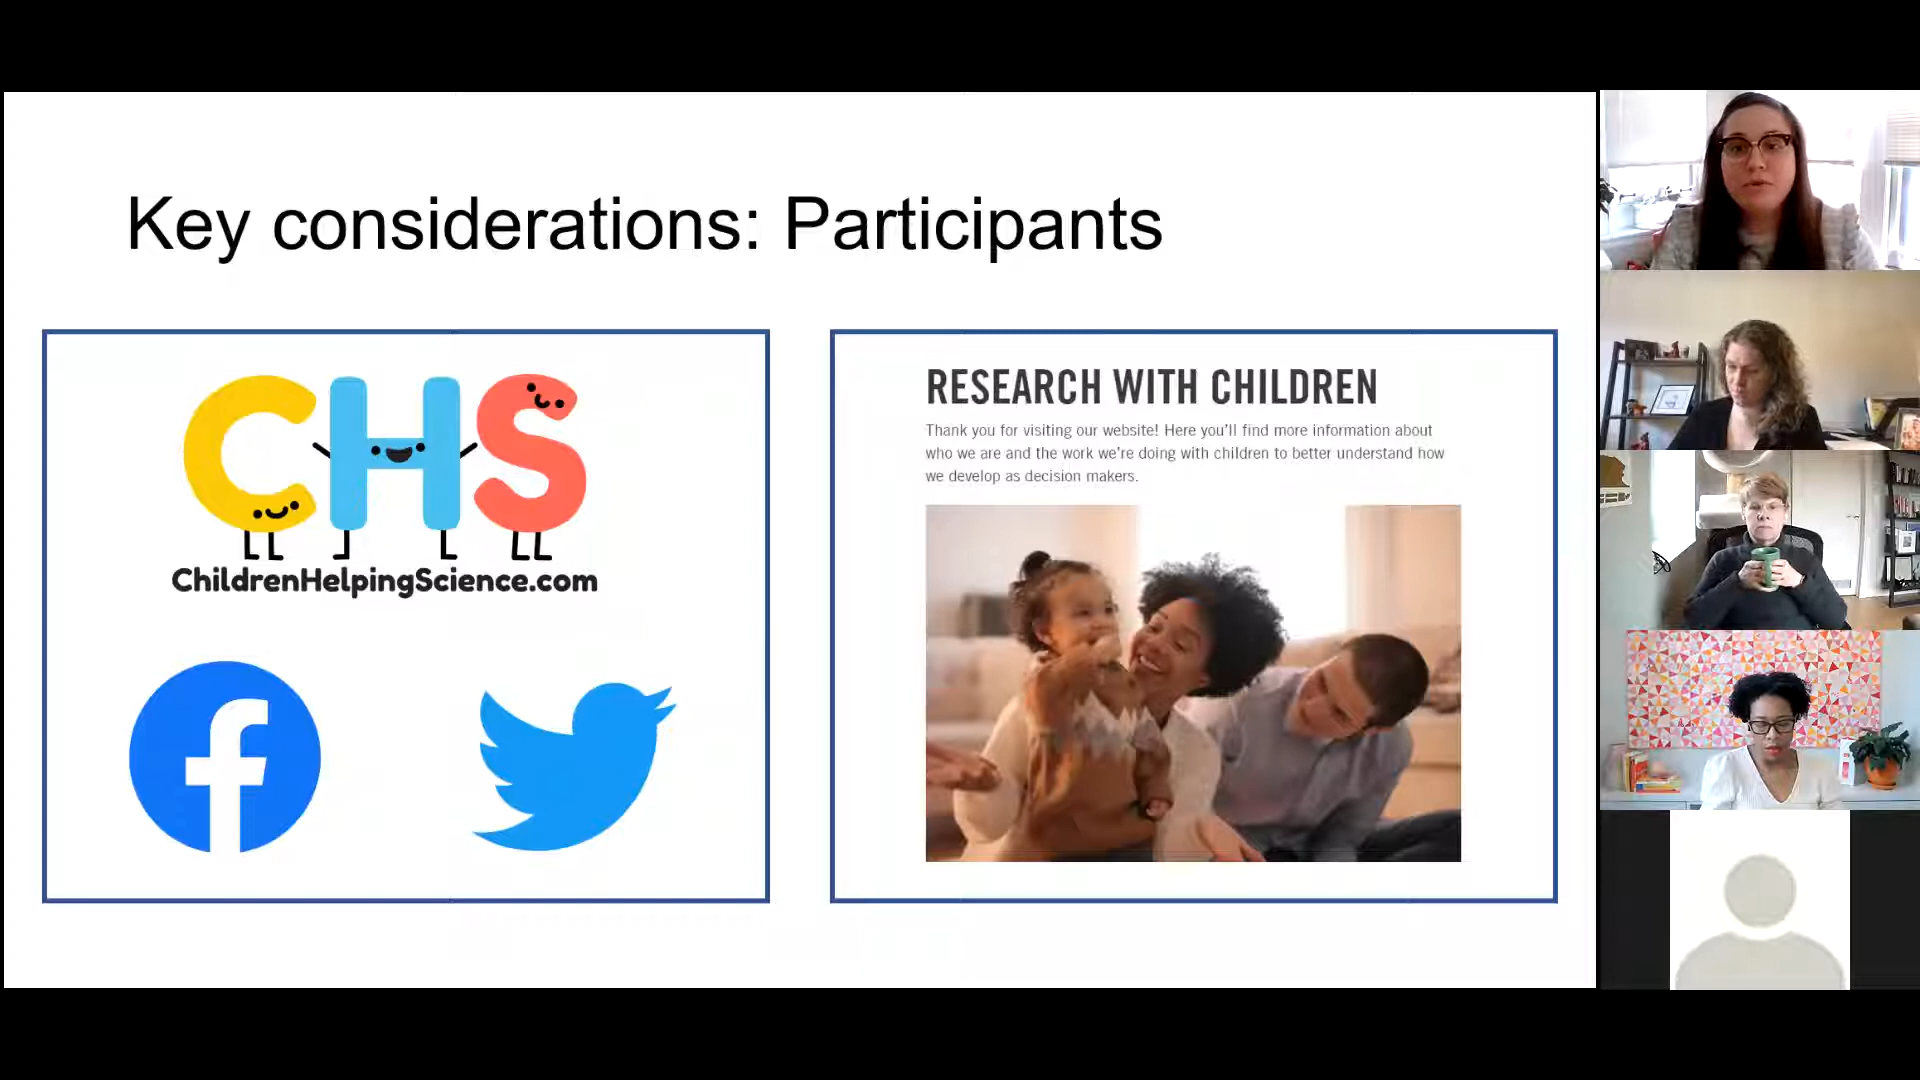 Key considerations: Participants
CHS
ChildrenHelpingScience.com
RESEARCH WITH CHILDREN
Thank you for visiting our website! Here you'll find more information about
who we are and the work we're doing with children to better understand how
we develop as decision makers.